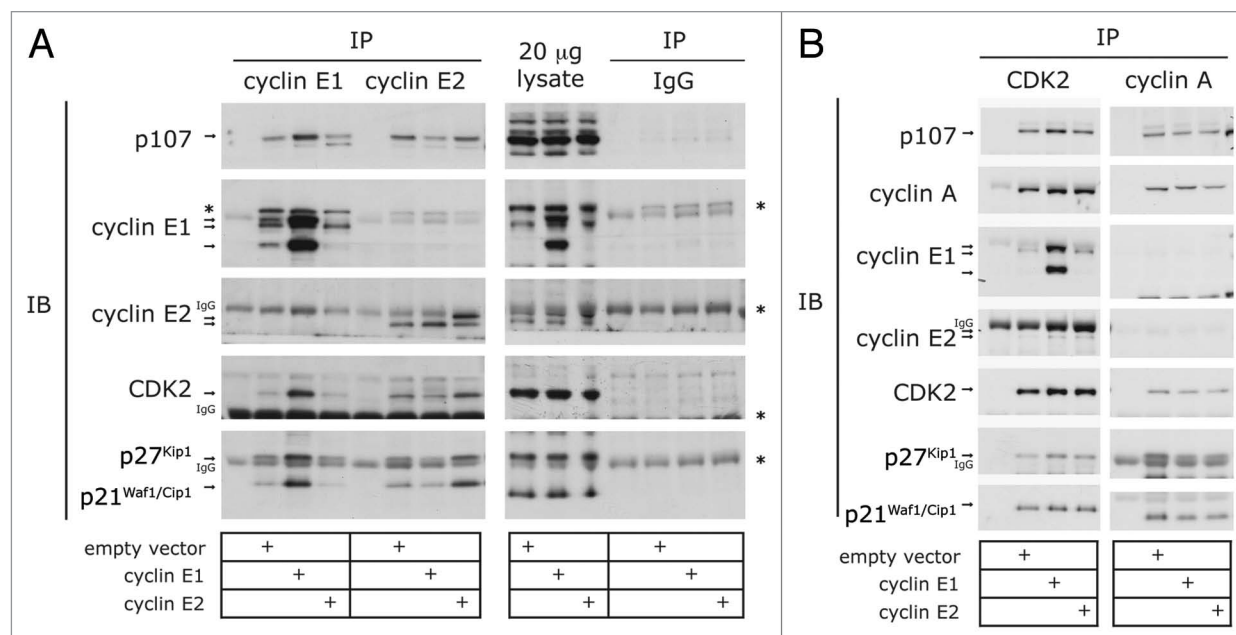 A
IP
cyclin E1 cyclin E2
20 μg
lysate
IP
IgG
IB
p107 →
* →
cyclin E1 →
→
*
cyclin E2 IgG
→
→
*
CDK2 →
IgG
*
p27Kip1 →
IgG
*
p21Waf1/Cip1 →
empty vector + + + +
cyclin E1 + + + +
cyclin E2 + + + +
B
IP
CDK2 cyclin A
IB
p107 →
cyclin A →
cyclin E1 →
→
→
cyclin E2 IgG
→
CDK2 →
p27Kip1 →
IgG
p21Waf1/Cip1 →
empty vector + +
cyclin E1 + +
cyclin E2 + +